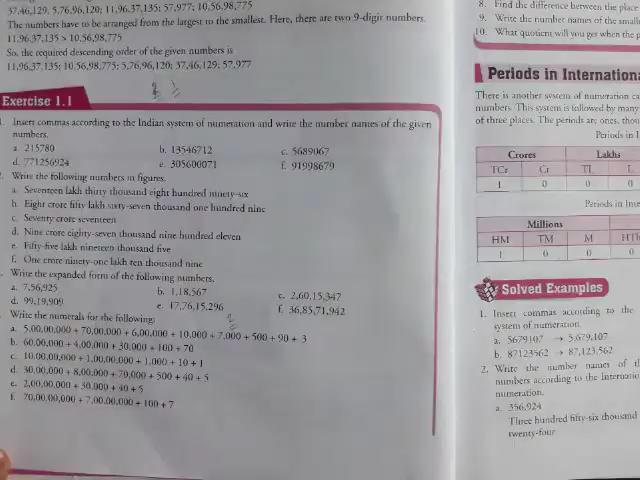 37,46,129; 5,76,96,120; 11,96,37,135; 57,977; 10,56,98,775
The numbers have to be arranged from the largest to the smallest. Here, there are two 9-digit numbers.
11,96,37,135 > 10,56,98,775
So, the required descending order of the given numbers is
11,96,37,135; 10,56,98,775; 5,76,96,120; 37,46,129; 57,977
Exercise 1.1
Insert commas according to the Indian system of numeration and write the number names of the given
numbers.
a. 215780 b. 13546712 c. 5689067
d. 771256924 e. 305600071 f. 91998679
Write the following numbers in figures.
a. Seventeen lakh thirty thousand eight hundred ninety-six
b. Eight crore fifty lakh sixty-seven thousand one hundred nine
c. Seventy crore seventeen
d. Nine crore eighty-seven thousand nine hundred eleven
e. Fifty-five lakh nineteen thousand five
f. One crore ninety-one lakh ten thousand nine
Write the expanded form of the following numbers.
a. 7,56,925 b. 1,18,567 c. 2,60,15,347
d. 99,19,909 e. 17,76,15,296 f. 36,85,71,942
Write the numerals for the following:
a. 5,00,00,000 + 70,00,000 + 6,00,000 + 10,000 + 7,000 + 500 + 90 + 3
b. 60,00,000 + 4,00,000 + 30,000 + 100 + 70
c. 10,00,00,000 + 1,00,00,000 + 1,000 + 10 + 1
d. 30,00,000 + 8,00,000 + 70,000 + 500 + 40 + 5
e. 2,00,00,000 + 30,000 + 40 + 5
f. 70,00,00,000 + 7,00,00,000 + 100 + 7
8. Find the difference between the place
9. Write the number names of the
10. What quotient will you get when the
Periods in Internationa
There is another system of numeration
numbers. This system is followed by many
of three places. The periods are ones,
Periods in
Crores Lakhs
TCr Cr TL L
1 0 0 0
Periods in
Millions
HM TM M HTh
1 0 0 0
Solved Examples
1. Insert commas according to the
system of numeration.
a. 5679107 → 5,679,107
b. 87123562 → 87,123,562
2. Write the number names of
numbers according to the
numeration.
a. 356,924
Three hundred fifty-six thousand
twenty-four